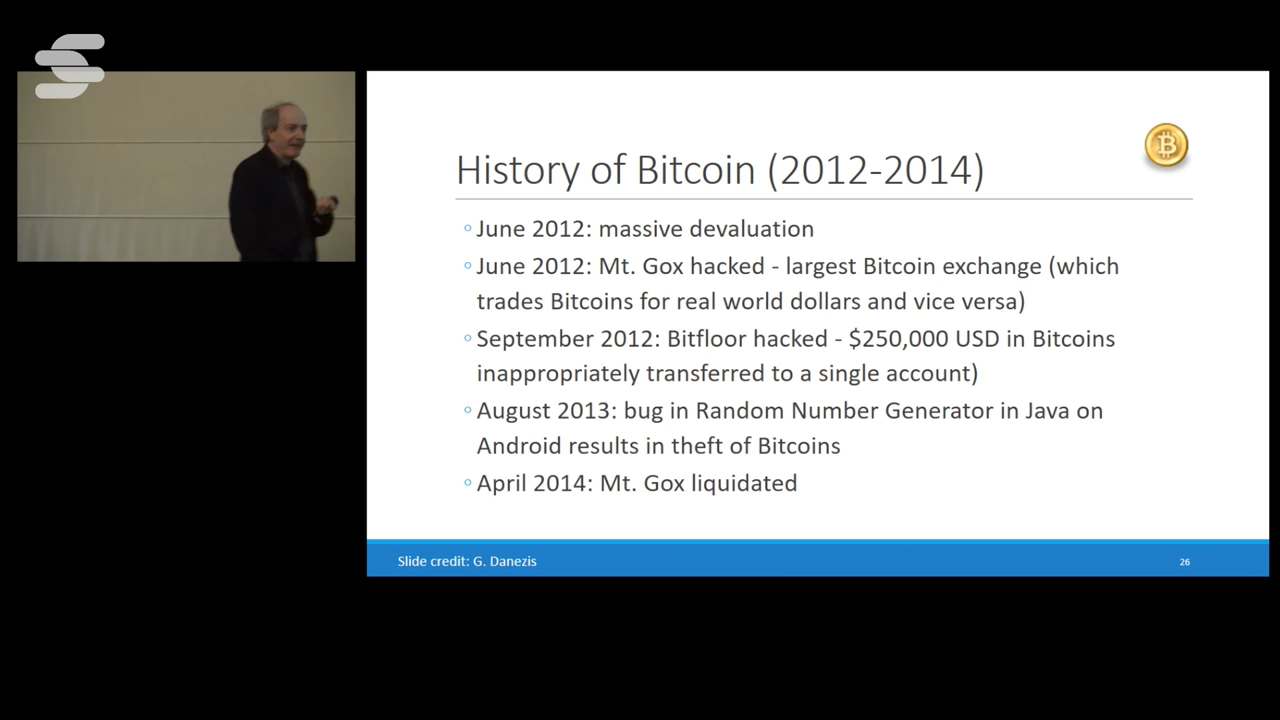 History of Bitcoin (2012-2014)
June 2012: massive devaluation
June 2012: Mt. Gox hacked - largest Bitcoin exchange (which
trades Bitcoins for real world dollars and vice versa)
September 2012: Bitfloor hacked - $250,000 USD in Bitcoins
inappropriately transferred to a single account)
August 2013: bug in Random Number Generator in Java on
Android results in theft of Bitcoins
April 2014: Mt. Gox liquidated
Slide credit: G. Danezis
26